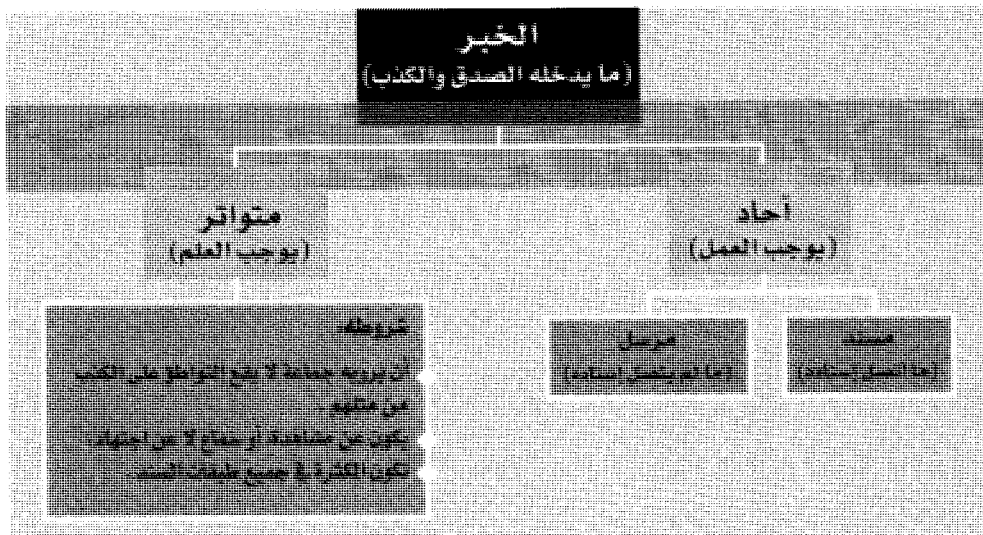 الخبر
(ما يدخله الصدق والكذب)
أحاد
(يوجب العمل)
مسند
(ما اتصل إسناده)
مرسل
(ما لم يتصل إسناده)
متواتر
(يوجب العلم)
شروطه:
أن يرويه جماعة لا يقع التواطؤ على الكذب
من مثلهم.
يكون عن مشاهدة أو سماع لا عن اجتهاد.
تكون الكثرة في جميع طبقات السند.